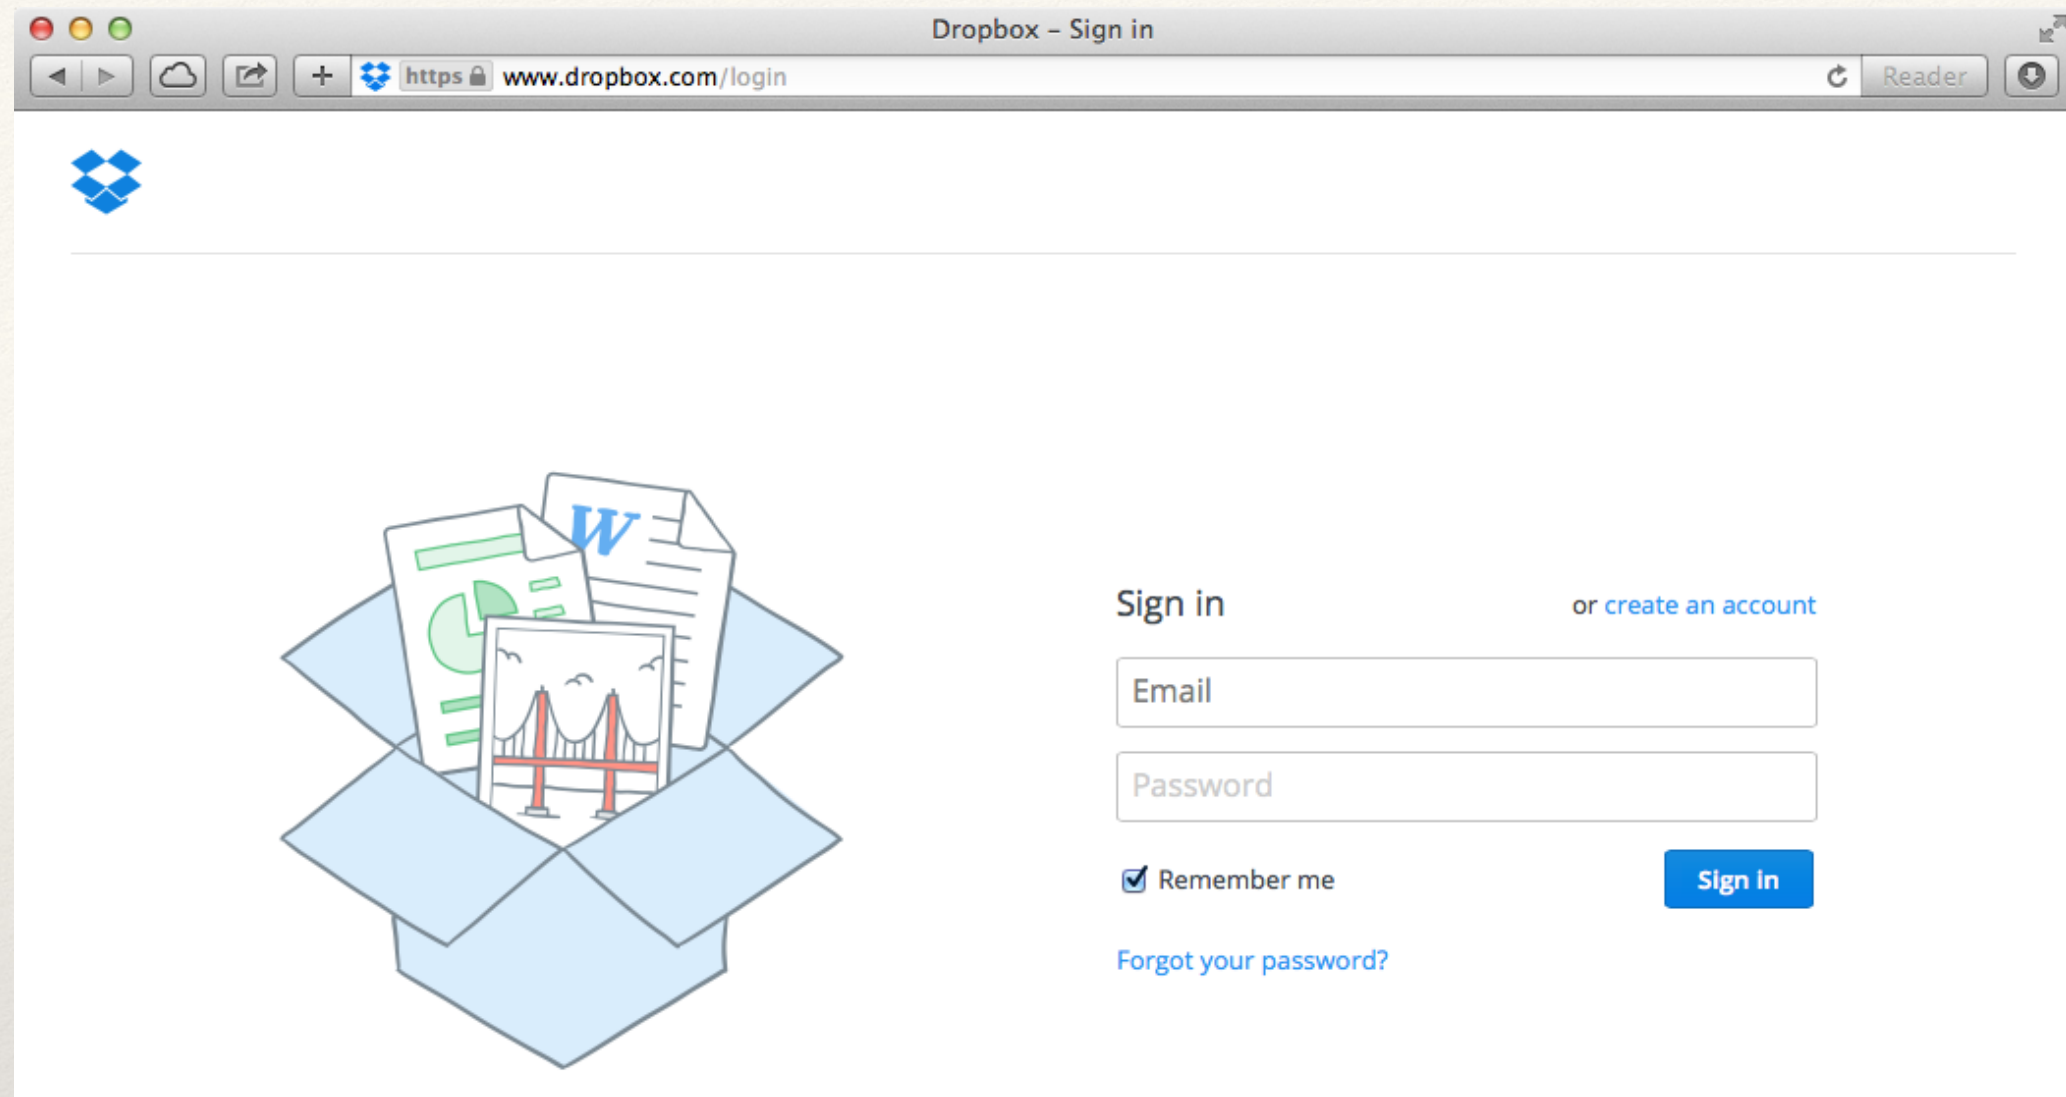 Dropbox – Sign in
https www.dropbox.com/login Reader
W
Sign in or create an account
Email
Password
Remember me Sign in
Forgot your password?